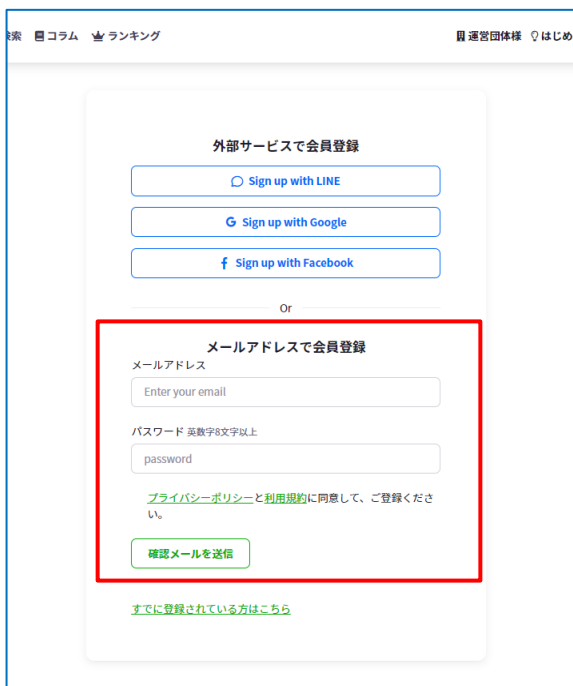 索 コラム ランキング 運営団体様 はじめ
外部サービスで会員登録
Sign up with LINE
Sign up with Google
Sign up with Facebook
Or
メールアドレスで会員登録
メールアドレス
Enter your email
パスワード 英数字8文字以上
password
プライバシーポリシーと利用規約に同意して、ご登録くださ
い。
確認メールを送信
すでに登録されている方はこちら